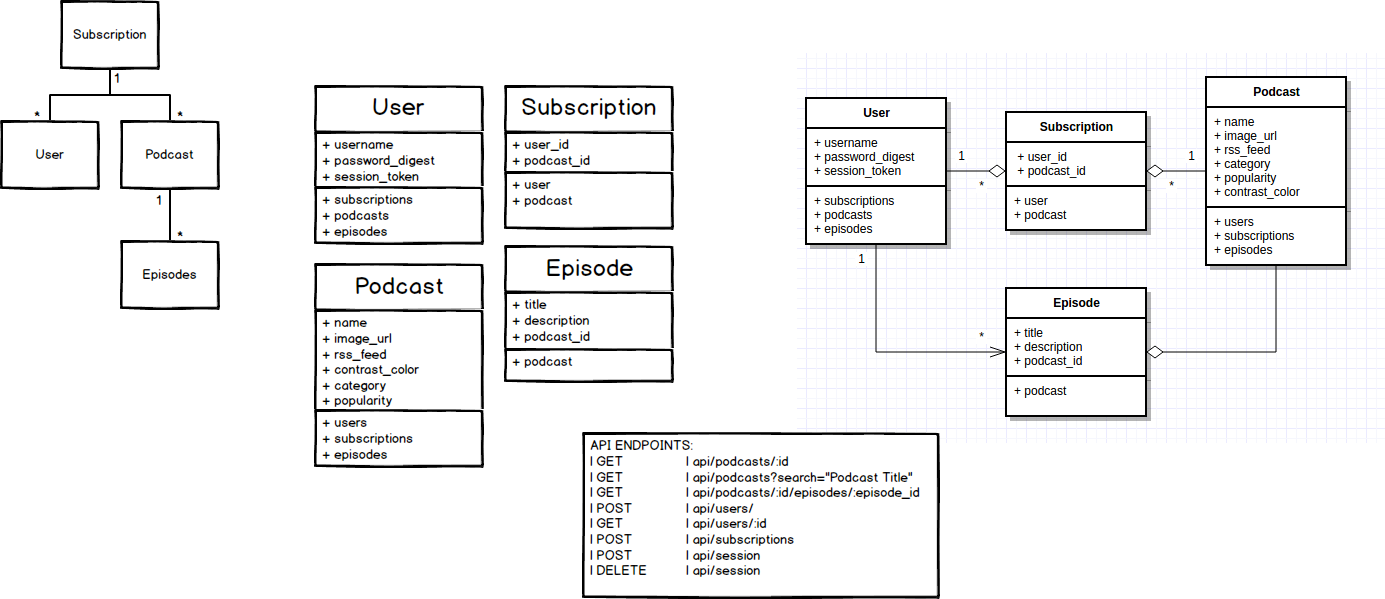 Subscription
1
*
*
User
Podcast
1
*
Episodes
User
+ username
+ password_digest
+ session_token
+ subscriptions
+ podcasts
+ episodes
Subscription
+ user_id
+ podcast_id
+ user
+ podcast
Podcast
+ name
+ image_url
+ rss_feed
+ contrast_color
+ category
+ popularity
+ users
+ subscriptions
+ episodes
Episode
+ title
+ description
+ podcast_id
+ podcast
User
+ username
+ password_digest
+ session_token
+ subscriptions
+ podcasts
+ episodes
1
*
Subscription
+ user_id
+ podcast_id
+ user
+ podcast
1
*
Podcast
+ name
+ image_url
+ rss_feed
+ category
+ popularity
+ contrast_color
+ users
+ subscriptions
+ episodes
1
*
Episode
+ title
+ description
+ podcast_id
+ podcast
API ENDPOINTS:
| GET | api/podcasts/:id
| GET | api/podcasts?search="Podcast Title"
| GET | api/podcasts/:id/episodes/:episode_id
| POST | api/users/
| GET | api/users/:id
| POST | api/subscriptions
| POST | api/session
| DELETE | api/session